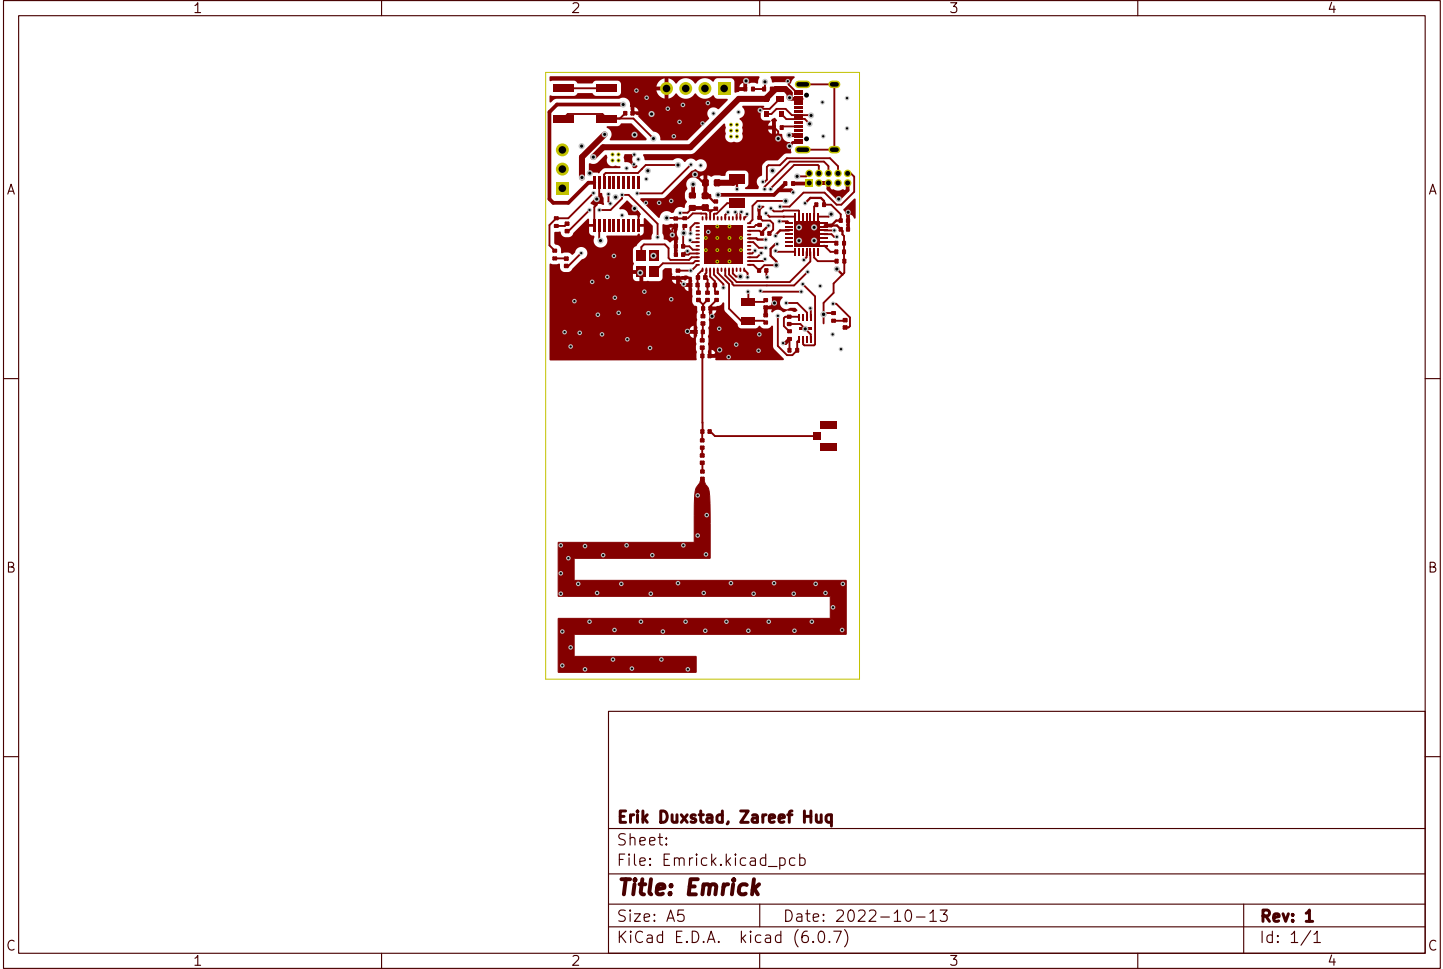 1 2 3 4
A A
B B
C C
Erik Duxstad, Zareef Huq
Sheet:
File: Emrick.kicad_pcb
Title: Emrick
Size: A5 Date: 2022-10-13 Rev: 1
KiCad E.D.A. kicad (6.0.7) Id: 1/1
1 2 3 4